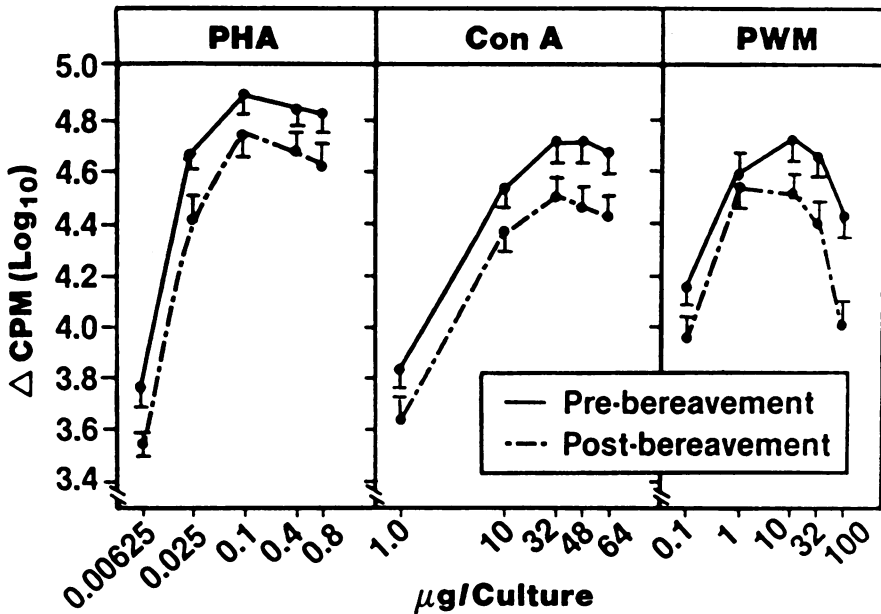 PHA Con A PWM
△ CPM (Log10)
5.0
4.8
4.6
4.4
4.2
4.0
3.8
3.6
3.4
Pre-bereavement
Post-bereavement
0.00625 0.025 0.1 0.4 0.8 1.0 10 32 48 64 0.1 1 10 32 100
μg/Culture